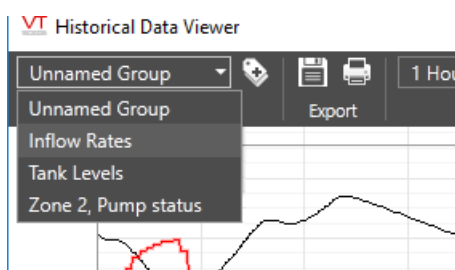 VT Historical Data Viewer
Unnamed Group
1 Hou
Export
Unnamed Group
Inflow Rates
Tank Levels
Zone 2, Pump status